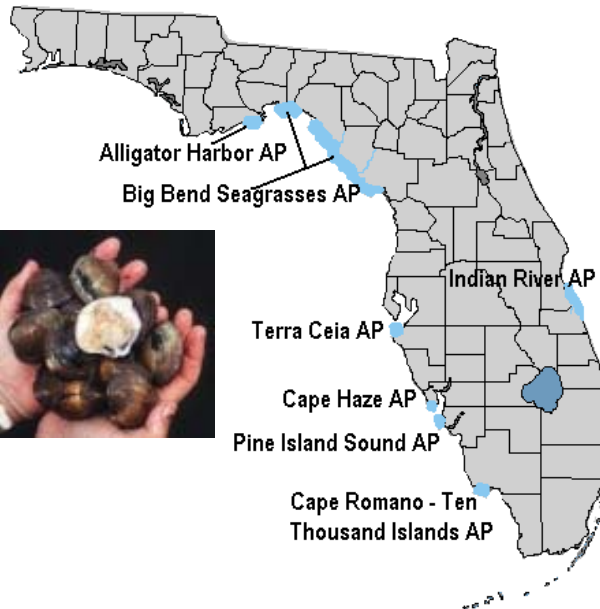 Alligator Harbor AP
Big Bend Seagrasses AP
Indian River AP
Terra Ceia AP
Cape Haze AP
Pine Island Sound AP
Cape Romano - Ten
Thousand Islands AP